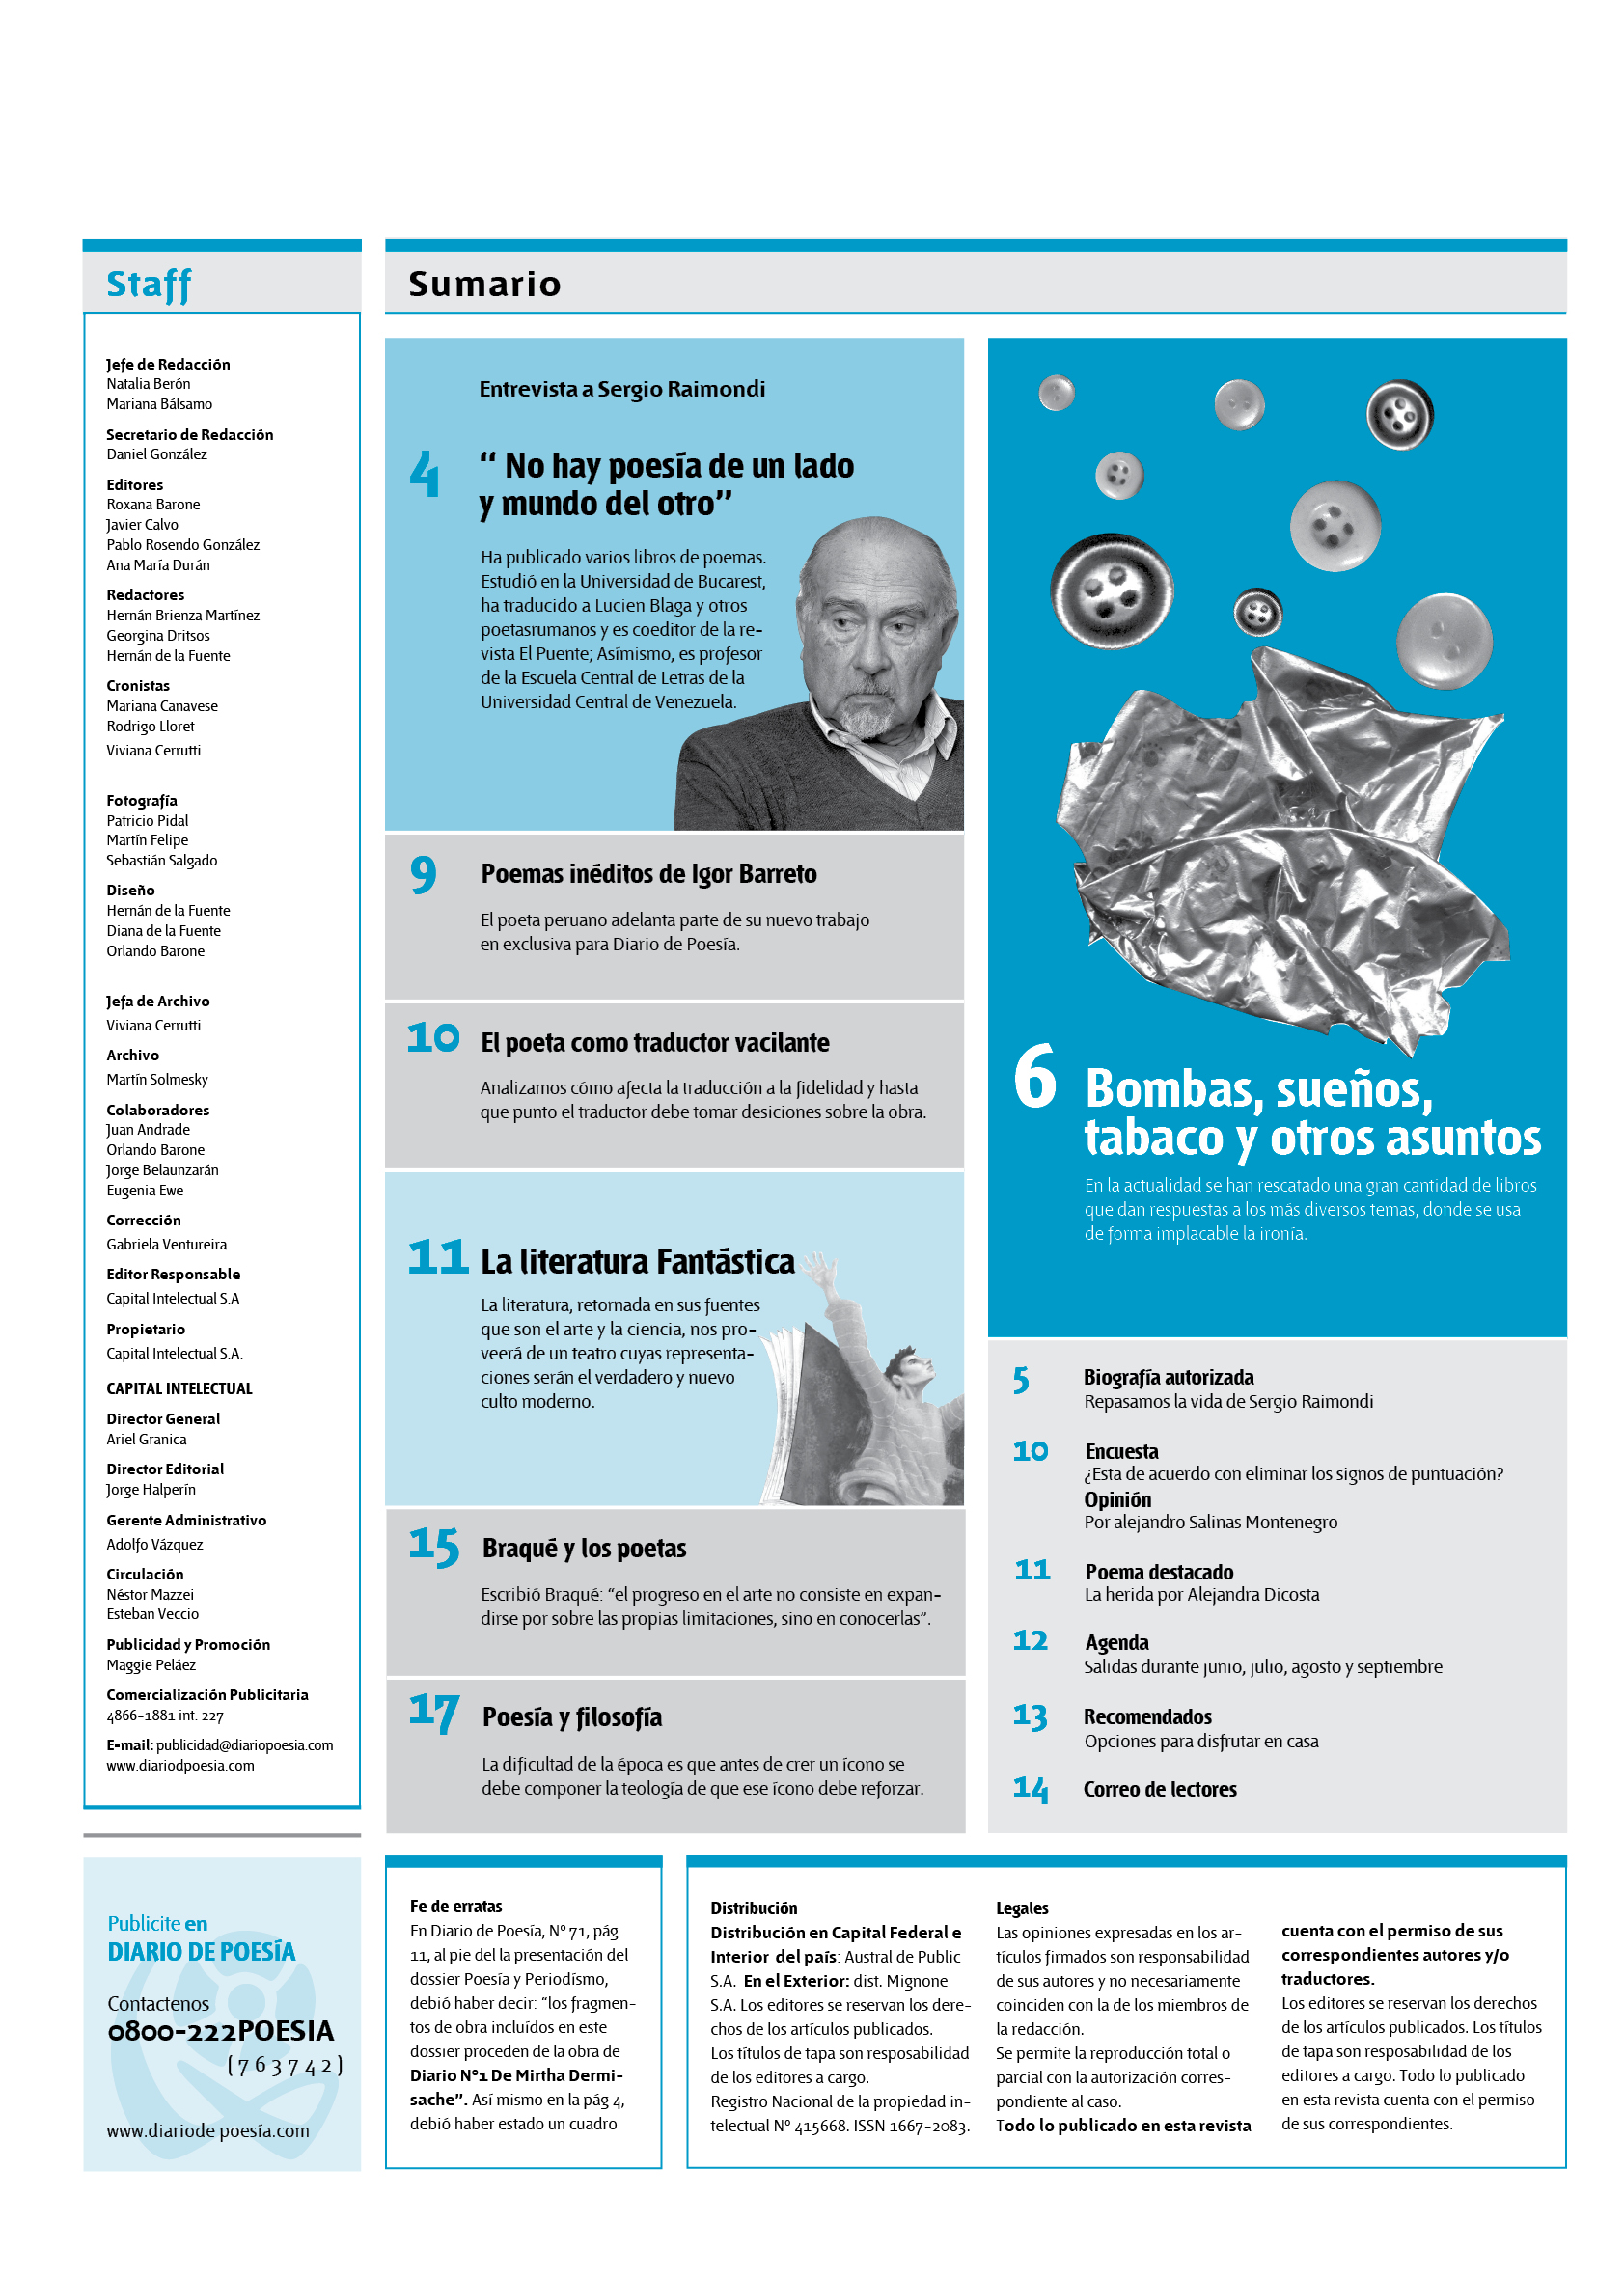 Staff
Jefe de Redacción
Natalia Berón
Mariana Bálsamo
Secretario de Redacción
Daniel González
Editores
Roxana Barone
Javier Calvo
Pablo Rosendo González
Ana María Durán
Redactores
Hernán Brienza Martínez
Georgina Dritsos
Hernán de la Fuente
Cronistas
Mariana Canavese
Rodrigo Lloret
Viviana Cerrutti
Fotografía
Patricio Pidal
Martín Felipe
Sebastián Salgado
Diseño
Hernán de la Fuente
Diana de la Fuente
Orlando Barone
Jefa de Archivo
Viviana Cerrutti
Archivo
Martín Solmesky
Colaboradores
Juan Andrade
Orlando Barone
Jorge Belaunzarán
Eugenia Ewe
Corrección
Gabriela Ventureira
Editor Responsable
Capital Intelectual S.A
Propietario
Capital Intelectual S.A.
CAPITAL INTELECTUAL
Director General
Ariel Granica
Director Editorial
Jorge Halperín
Gerente Administrativo
Adolfo Vázquez
Circulación
Néstor Mazzei
Esteban Veccio
Publicidad y Promoción
Maggie Peláez
Comercialización Publicitaria
4866-1881 int. 227
E-mail: publicidad@diariopoesia.com
www.diariodpoesia.com
Sumario
Entrevista a Sergio Raimondi
4 “ No hay poesía de un lado
y mundo del otro”
Ha publicado varios libros de poemas.
Estudió en la Universidad de Bucarest,
ha traducido a Lucien Blaga y otros
poetasrumanos y es coeditor de la re-
vista El Puente; Asímismo, es profesor
de la Escuela Central de Letras de la
Universidad Central de Venezuela.
9 Poemas inéditos de Igor Barreto
El poeta peruano adelanta parte de su nuevo trabajo
en exclusiva para Diario de Poesía.
10 El poeta como traductor vacilante
Analizamos cómo afecta la traducción a la fidelidad y hasta
que punto el traductor debe tomar desiciones sobre la obra.
11 La literatura Fantástica
La literatura, retornada en sus fuentes
que son el arte y la ciencia, nos pro-
veerá de un teatro cuyas representa-
ciones serán el verdadero y nuevo
culto moderno.
15 Braqué y los poetas
Escribió Braqué: “el progreso en el arte no consiste en expan-
dirse por sobre las propias limitaciones, sino en conocerlas”.
17 Poesía y filosofía
La dificultad de la época es que antes de crer un ícono se
debe componer la teología de que ese ícono debe reforzar.
6 Bombas, sueños,
tabaco y otros asuntos
En la actualidad se han rescatado una gran cantidad de libros
que dan respuestas a los más diversos temas, donde se usa
de forma implacable la ironía.
5 Biografía autorizada
Repasamos la vida de Sergio Raimondi
10 Encuesta
¿Esta de acuerdo con eliminar los signos de puntuación?
Opinión
Por alejandro Salinas Montenegro
11 Poema destacado
La herida por Alejandra Dicosta
12 Agenda
Salidas durante junio, julio, agosto y septiembre
13 Recomendados
Opciones para disfrutar en casa
14 Correo de lectores
Publicite en
DIARIO DE POESÍA
Contactenos
0800-222POESIA
(763742)
www.diariode poesía.com
Fe de erratas
En Diario de Poesía, Nº 71, pág
11, al pie del la presentación del
dossier Poesía y Periodísmo,
debió haber decir: “los fragmen-
tos de obra incluídos en este
dossier proceden de la obra de
Diario Nº1 De Mirtha Dermi-
sache”. Así mismo en la pág 4,
debió haber estado un cuadro
Distribución
Distribución en Capital Federal e
Interior del país: Austral de Public
S.A. En el Exterior: dist. Mignone
S.A. Los editores se reservan los dere-
chos de los artículos publicados.
Los títulos de tapa son resposabilidad
de los editores a cargo.
Registro Nacional de la propiedad in-
telectual Nº 415668. ISSN 1667-2083.
Legales
Las opiniones expresadas en los ar-
tículos firmados son responsabilidad
de sus autores y no necesariamente
coinciden con la de los miembros de
la redacción.
Se permite la reproducción total o
parcial con la autorización corres-
pondiente al caso.
Todo lo publicado en esta revista
cuenta con el permiso de sus
correspondientes autores y/o
traductores.
Los editores se reservan los derechos
de los artículos publicados. Los títulos
de tapa son resposabilidad de los
editores a cargo. Todo lo publicado
en esta revista cuenta con el permiso
de sus correspondientes.